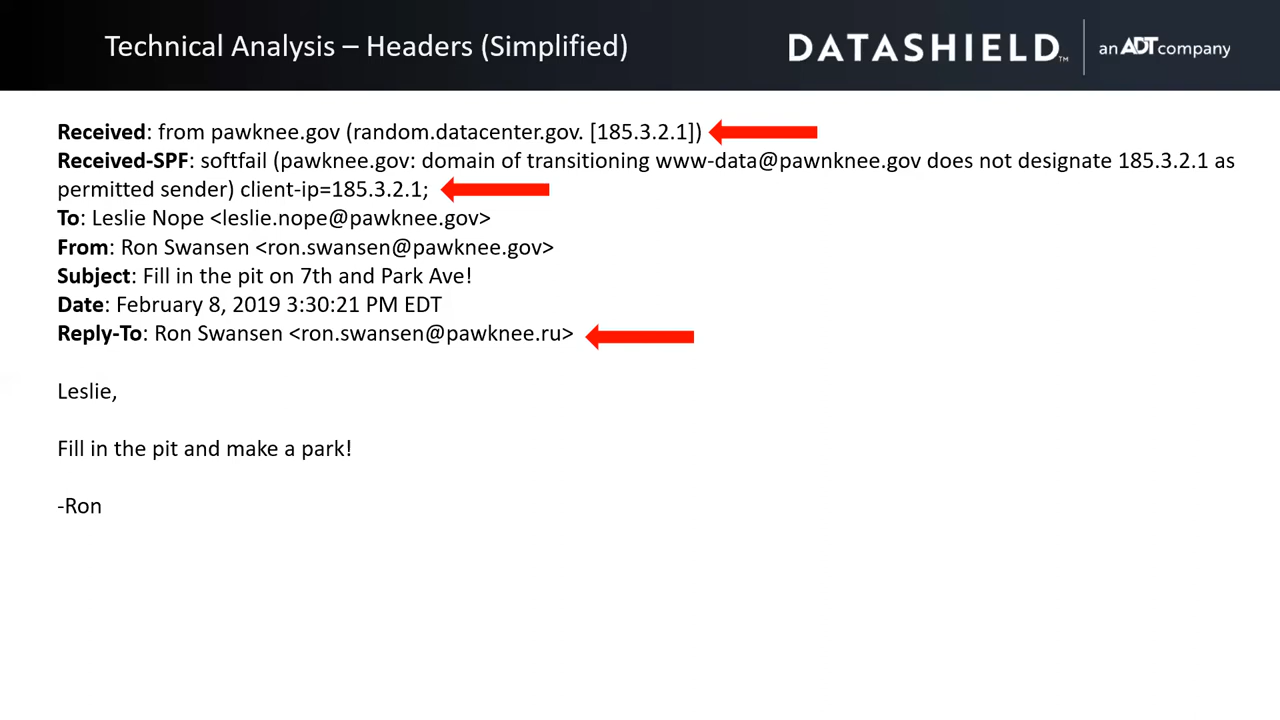 Technical Analysis – Headers (Simplified)
DATASHIELD™
an ADT company
Received: from pawknee.gov (random.datacenter.gov. [185.3.2.1])
Received-SPF: softfail (pawknee.gov: domain of transitioning www-data@pawnknee.gov does not designate 185.3.2.1 as
permitted sender) client-ip=185.3.2.1;
To: Leslie Nope <leslie.nope@pawknee.gov>
From: Ron Swansen <ron.swansen@pawknee.gov>
Subject: Fill in the pit on 7th and Park Ave!
Date: February 8, 2019 3:30:21 PM EDT
Reply-To: Ron Swansen <ron.swansen@pawknee.ru>
Leslie,
Fill in the pit and make a park!
-Ron